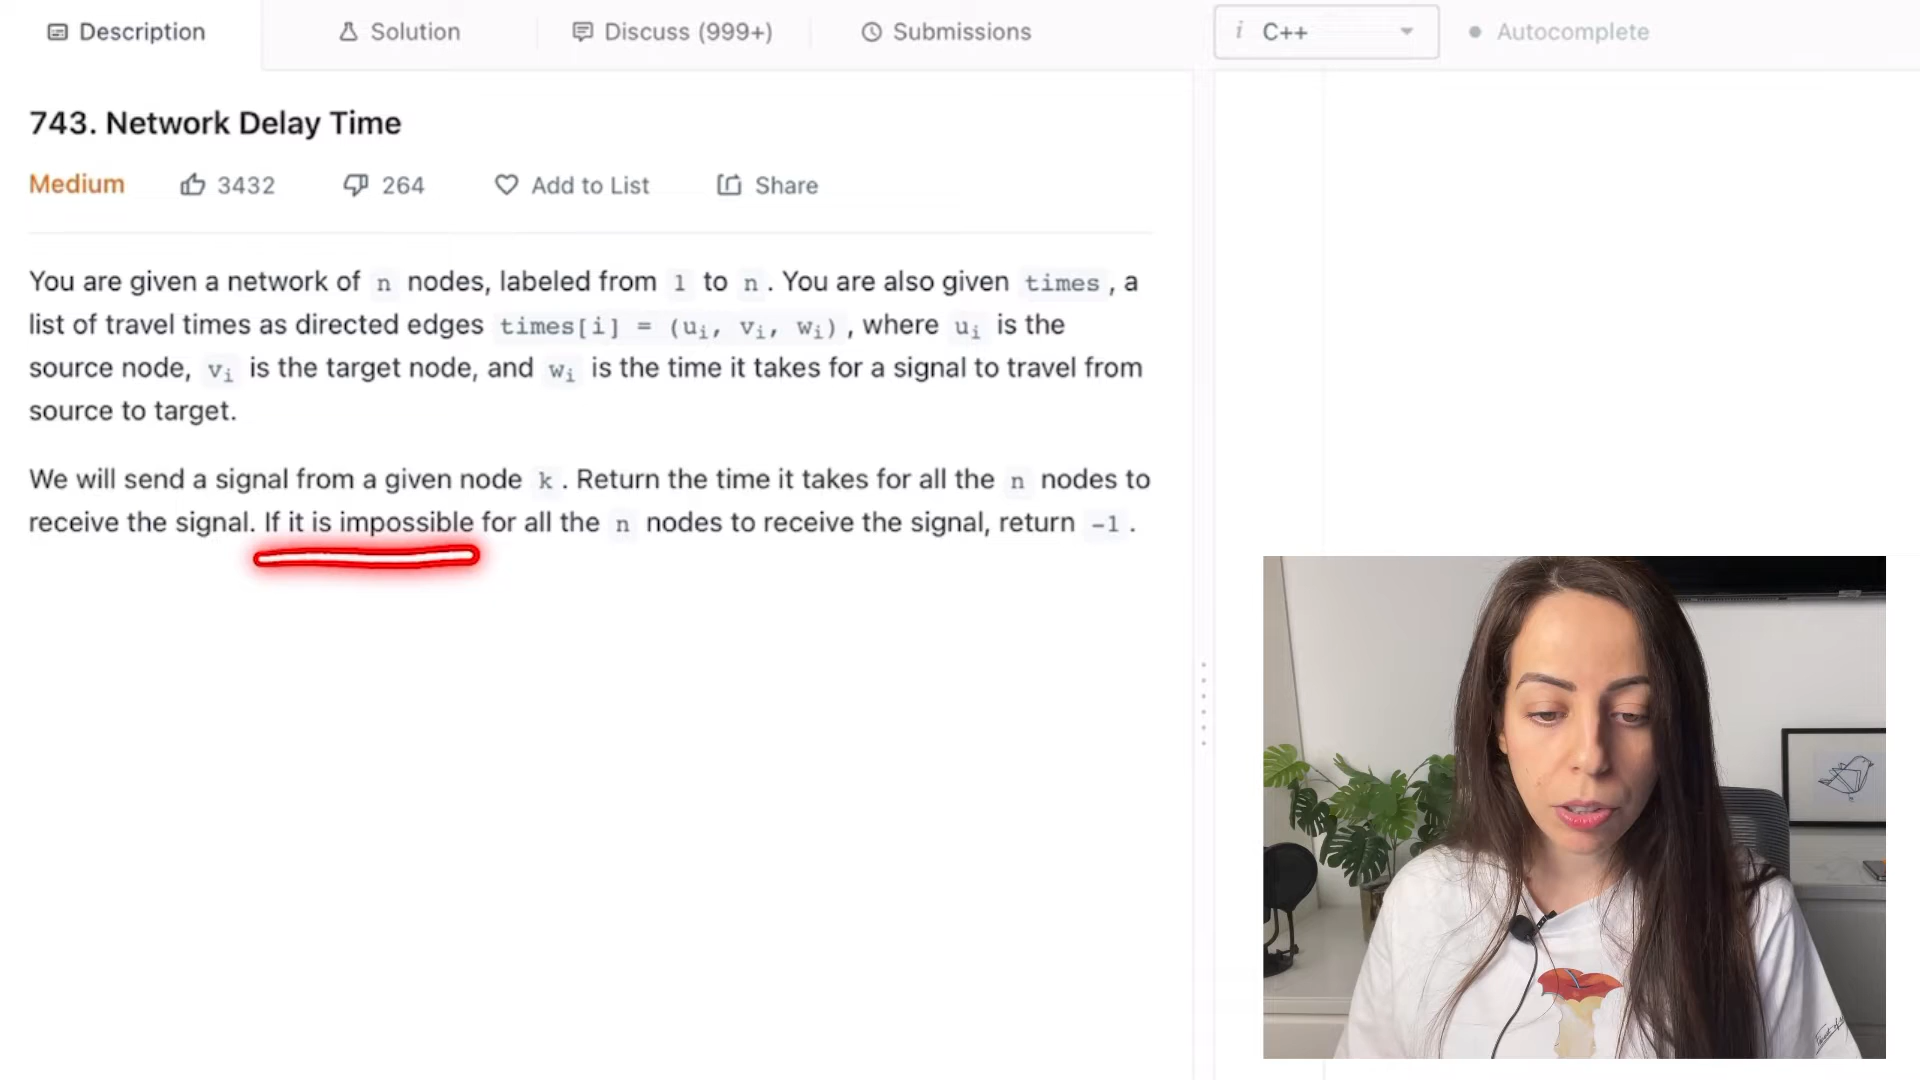 Description
Solution
Discuss (999+)
Submissions
i C++
Autocomplete
743. Network Delay Time
Medium 3432 264 Add to List Share
You are given a network of n nodes, labeled from 1 to n. You are also given times, a
list of travel times as directed edges times[i] = (ui, vi, wi), where ui is the
source node, vi is the target node, and wi is the time it takes for a signal to travel from
source to target.
We will send a signal from a given node k. Return the time it takes for all the n nodes to
receive the signal. If it is impossible for all the n nodes to receive the signal, return -1.